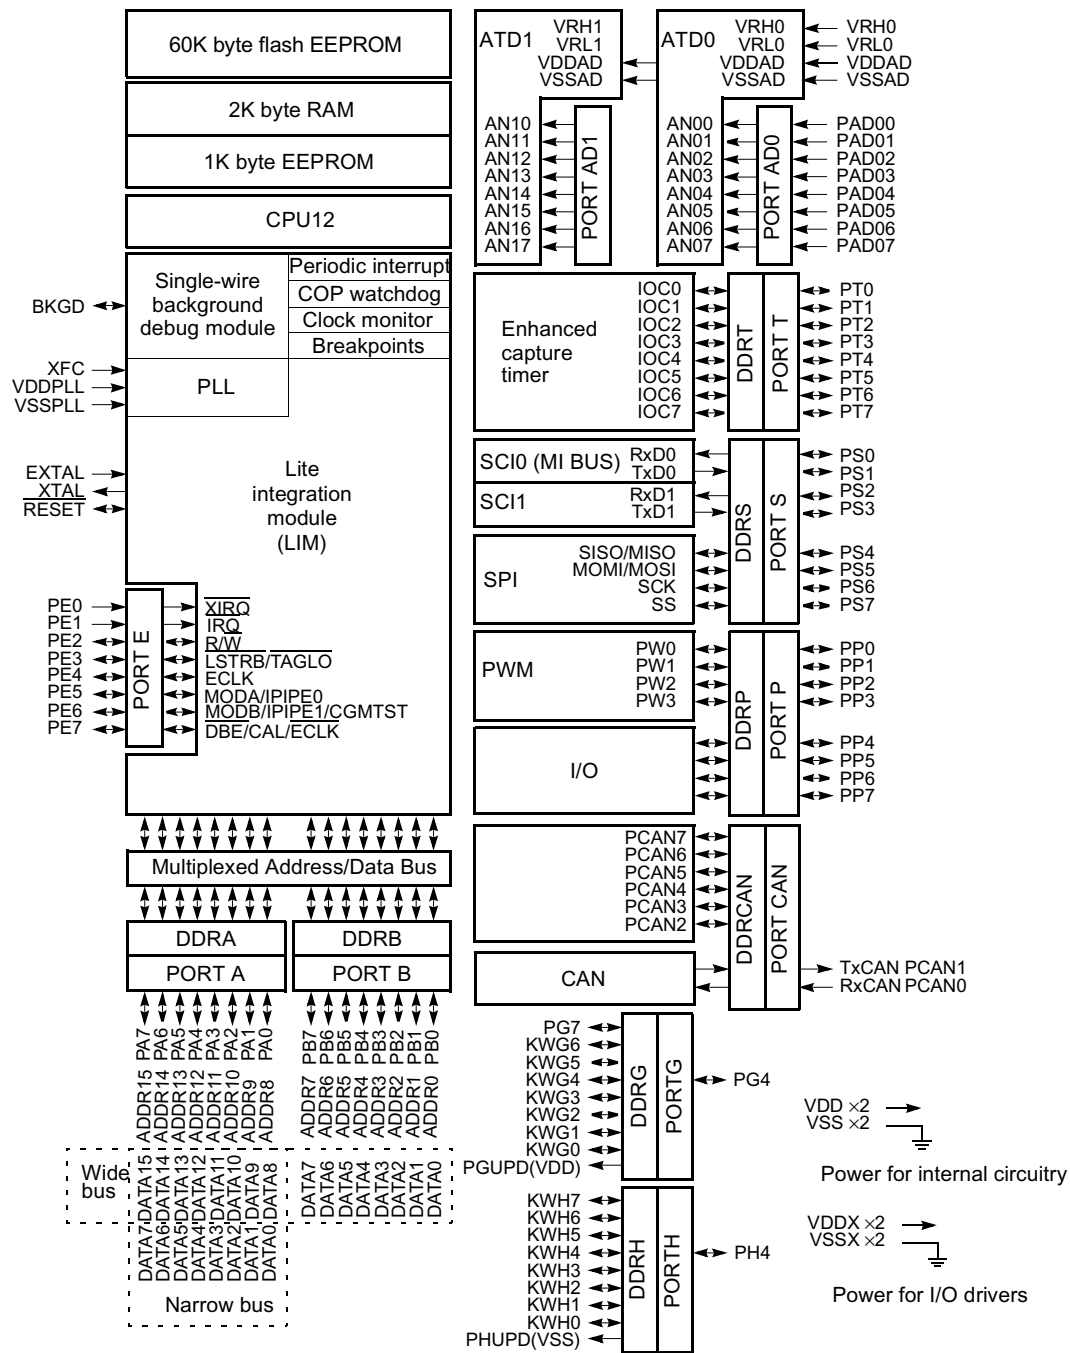 60K byte flash EEPROM
2K byte RAM
1K byte EEPROM
CPU12
Single-wire
background
debug module
Periodic interrupt
COP watchdog
Clock monitor
Breakpoints
BKGD
XFC
VDDPLL
VSSPLL
PLL
EXTAL
XTAL
RESET
Lite
integration
module
(LIM)
PE0
PE1
PE2
PE3
PE4
PE5
PE6
PE7
PORT E
XIRQ
IRQ
R/W
LSTRB/TAGLO
ECLK
MODA/IPIPE0
MODB/IPIPE1/CGMTST
DBE/CAL/ECLK
Multiplexed Address/Data Bus
DDRA
DDRB
PORT A
PORT B
PA7
PA6
PA5
PA4
PA3
PA2
PA1
PA0
PB7
PB6
PB5
PB4
PB3
PB2
PB1
PB0
ADDR15
ADDR14
ADDR13
ADDR12
ADDR11
ADDR10
ADDR9
ADDR8
ADDR7
ADDR6
ADDR5
ADDR4
ADDR3
ADDR2
ADDR1
ADDR0
Wide
bus
DATA15
DATA14
DATA13
DATA12
DATA11
DATA10
DATA9
DATA8
DATA7
DATA6
DATA5
DATA4
DATA3
DATA2
DATA1
DATA0
DATA7
DATA6
DATA5
DATA4
DATA3
DATA2
DATA1
DATA0
Narrow bus
ATD1
VRH1
VRL1
VDDAD
VSSAD
AN10
AN11
AN12
AN13
AN14
AN15
AN16
AN17
PORT AD1
ATD0
VRH0
VRL0
VDDAD
VSSAD
AN00
AN01
AN02
AN03
AN04
AN05
AN06
AN07
PORT AD0
VRH0
VRL0
VDDAD
VSSAD
PAD00
PAD01
PAD02
PAD03
PAD04
PAD05
PAD06
PAD07
Enhanced
capture
timer
IOC0
IOC1
IOC2
IOC3
IOC4
IOC5
IOC6
IOC7
DDRT
PORT T
PT0
PT1
PT2
PT3
PT4
PT5
PT6
PT7
SCI0 (MI BUS)
RxD0
TxD0
SCI1
RxD1
TxD1
SPI
SISO/MISO
MOMI/MOSI
SCK
SS
DDRS
PORT S
PS0
PS1
PS2
PS3
PS4
PS5
PS6
PS7
PWM
PW0
PW1
PW2
PW3
I/O
DDRP
PORT P
PP0
PP1
PP2
PP3
PP4
PP5
PP6
PP7
PCAN7
PCAN6
PCAN5
PCAN4
PCAN3
PCAN2
CAN
DDRCAN
PORT CAN
TxCAN PCAN1
RxCAN PCAN0
PG7
KWG6
KWG5
KWG4
KWG3
KWG2
KWG1
KWG0
PGUPD(VDD)
DDRG
PORTG
PG4
KWH7
KWH6
KWH5
KWH4
KWH3
KWH2
KWH1
KWH0
PHUPD(VSS)
DDRH
PORTH
PH4
VDD ×2
VSS ×2
Power for internal circuitry
VDDX ×2
VSSX ×2
Power for I/O drivers